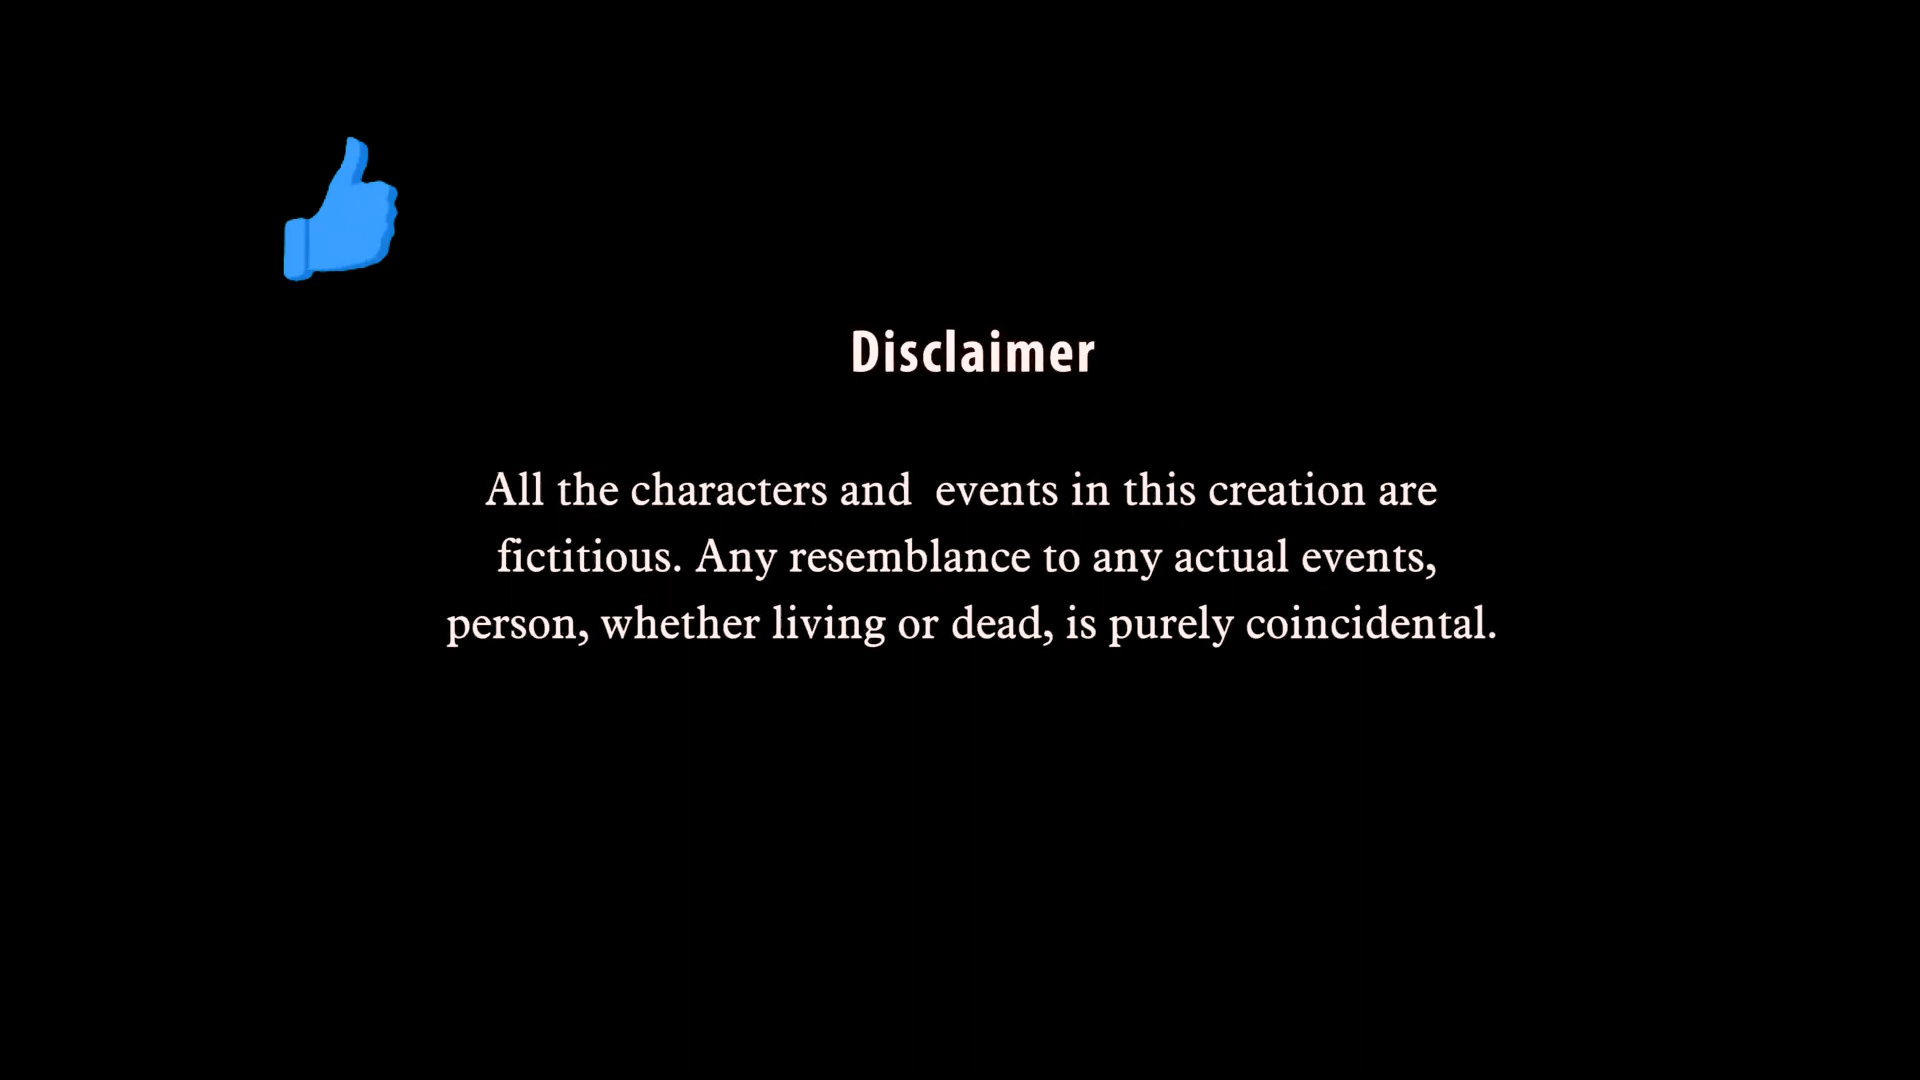 Disclaimer
All the characters and  events in this creation are
fictitious. Any resemblance to any actual events,
person, whether living or dead, is purely coincidental.